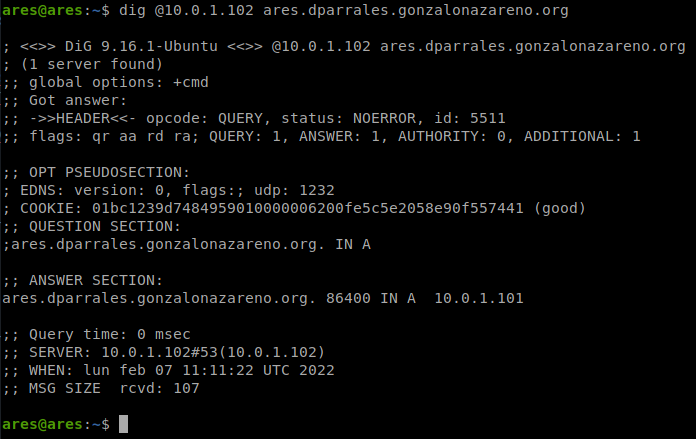 ares@ares:~$ dig @10.0.1.102 ares.dparrales.gonzalonazareno.org
; <<>> DiG 9.16.1-Ubuntu <<>> @10.0.1.102 ares.dparrales.gonzalonazareno.org
; (1 server found)
;; global options: +cmd
;; Got answer:
;; ->>HEADER<<- opcode: QUERY, status: NOERROR, id: 5511
;; flags: qr aa rd ra; QUERY: 1, ANSWER: 1, AUTHORITY: 0, ADDITIONAL: 1
;; OPT PSEUDOSECTION:
; EDNS: version: 0, flags:; udp: 1232
; COOKIE: 01bc1239d7484959010000006200fe5c5e2058e90f557441 (good)
;; QUESTION SECTION:
;ares.dparrales.gonzalonazareno.org. IN A
;; ANSWER SECTION:
ares.dparrales.gonzalonazareno.org. 86400 IN A  10.0.1.101
;; Query time: 0 msec
;; SERVER: 10.0.1.102#53(10.0.1.102)
;; WHEN: lun feb 07 11:11:22 UTC 2022
;; MSG SIZE  rcvd: 107
ares@ares:~$